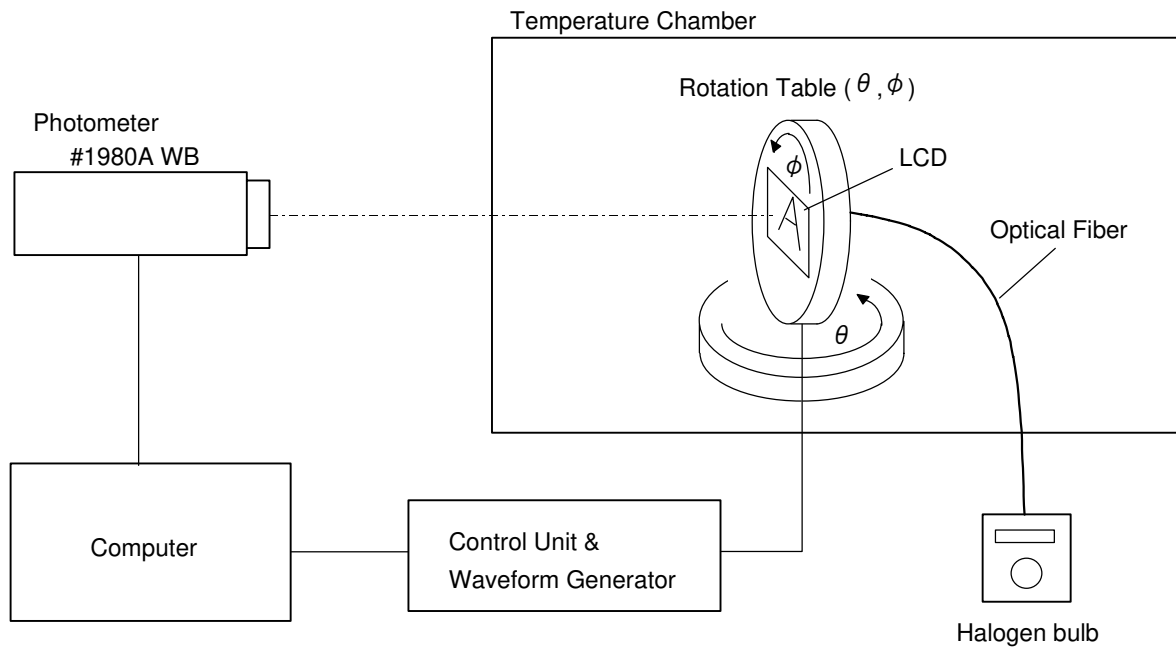 Temperature Chamber
Rotation Table ( θ , ϕ )
Photometer
#1980A WB
ϕ
LCD
A
Optical Fiber
θ
Computer
Control Unit &
Waveform Generator
Halogen bulb